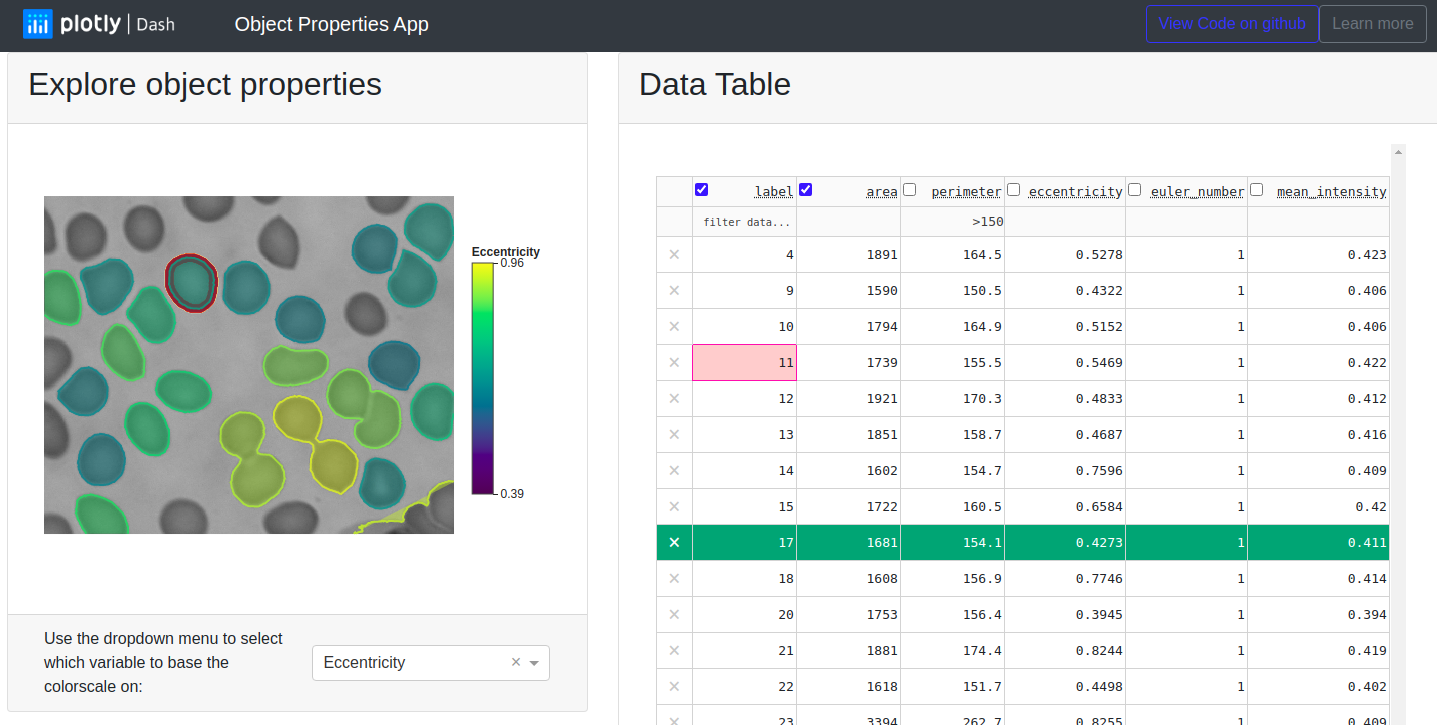 plotly | Dash
Object Properties App
View Code on github
Learn more
Explore object properties
Eccentricity
0.96
0.39
Use the dropdown menu to select
which variable to base the
colorscale on:
Eccentricity × 
Data Table
label area perimeter eccentricity euler_number mean_intensity
filter data... >150
× 4 1891 164.5 0.5278 1 0.423
× 9 1590 150.5 0.4322 1 0.406
× 10 1794 164.9 0.5152 1 0.406
× 11 1739 155.5 0.5469 1 0.422
× 12 1921 170.3 0.4833 1 0.412
× 13 1851 158.7 0.4687 1 0.416
× 14 1602 154.7 0.7596 1 0.409
× 15 1722 160.5 0.6584 1 0.42
× 17 1681 154.1 0.4273 1 0.411
× 18 1608 156.9 0.7746 1 0.414
× 20 1753 156.4 0.3945 1 0.394
× 21 1881 174.4 0.8244 1 0.419
× 22 1618 151.7 0.4498 1 0.402
× 23 3394 262.7 0.8255 1 0.409